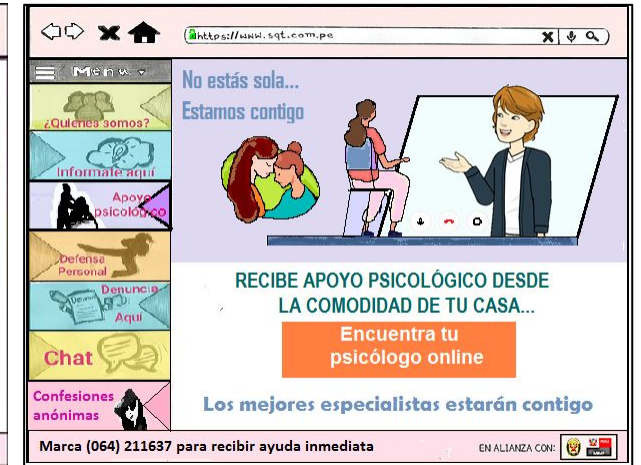 https://www.sqt.com.pe
Menu
No estás sola...
Estamos contigo
¿Quiénes somos?
Informate aquí
Apoyo
psicológico
Defensa
Personal
Denuncia
Aquí
Chat
Confesiones
anónimas
RECIBE APOYO PSICOLÓGICO DESDE
LA COMODIDAD DE TU CASA...
Encuentra tu
psicólogo online
Los mejores especialistas estarán contigo
Marca (064) 211637 para recibir ayuda inmediata
EN ALIANZA CON: